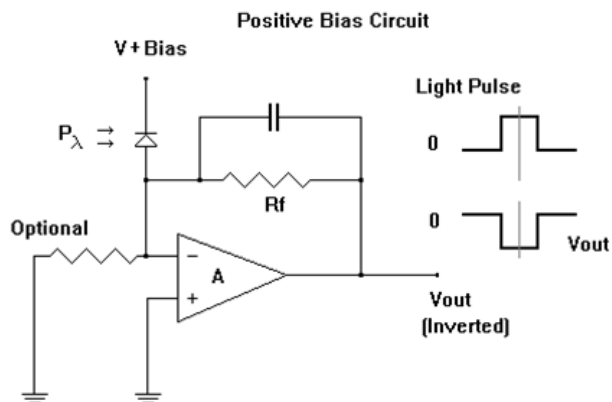 Positive Bias Circuit
V + Bias
Light Pulse
Pλ
0
Rf
Optional
0
Vout
−
A
+
Vout
(Inverted)